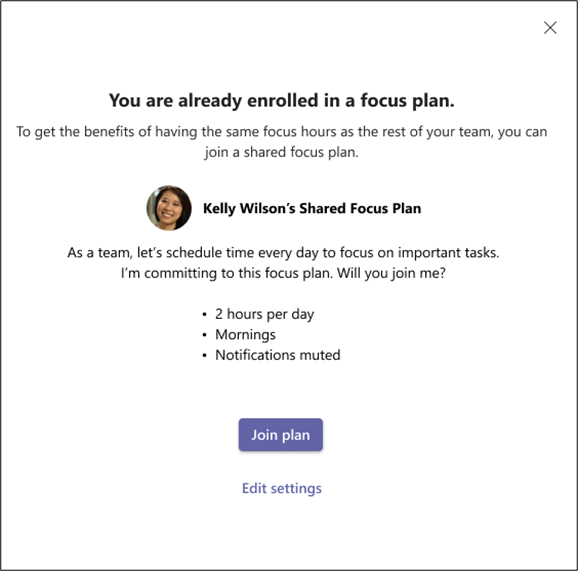 You are already enrolled in a focus plan.
To get the benefits of having the same focus hours as the rest of your team, you can
join a shared focus plan.
Kelly Wilson’s Shared Focus Plan
As a team, let’s schedule time every day to focus on important tasks.
I’m committing to this focus plan. Will you join me?
• 2 hours per day
• Mornings
• Notifications muted
Join plan
Edit settings